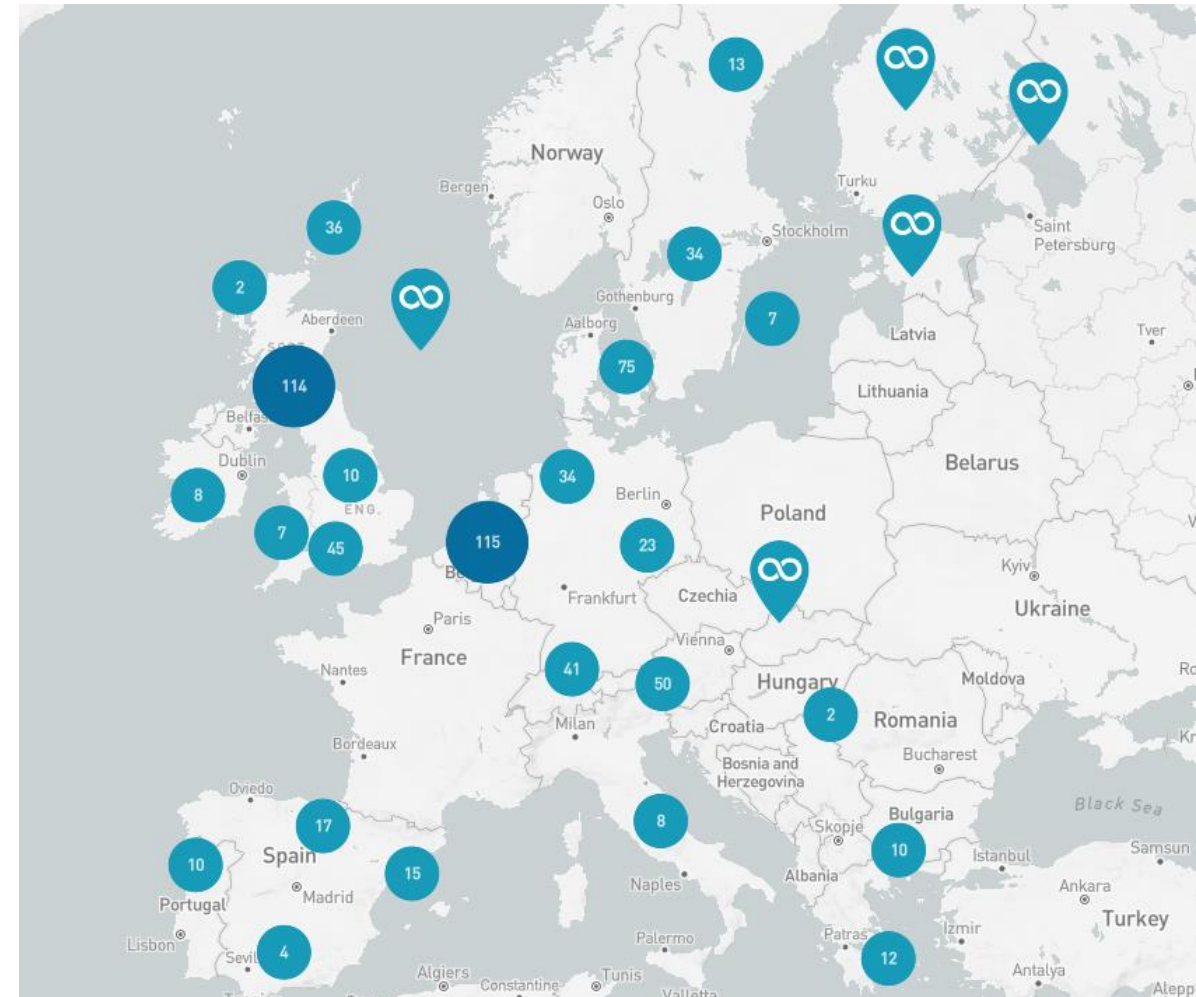 13
Norway
Turku
Bergen
Oslo
Saint
Petersburg
36
Stockholm
34
2
Gothenburg
7
Aberdeen
Aalborg
Latvia
Tver
75
114
Lithuania
Dublin
10
34
Belarus
8
ENG.
Berlin
Poland
7
45
115
23
Kyiv
Frankfurt
Czechia
Ukraine
Paris
Vienna
France
41
50
Hungary
Moldova
Nantes
2
Romania
Milan
Croatia
Bordeaux
Bosnia and
Herzegovina
Bucharest
Oviedo
Black Sea
17
8
Bulgaria
Skopje
Spain
10
15
10
Istanbul
Samsun
Madrid
Naples
Albania
Ankara
Portugal
Turkey
Lisbon
Palermo
Patras
Izmir
4
12
Algiers
Constantine
Tunis
Antalya